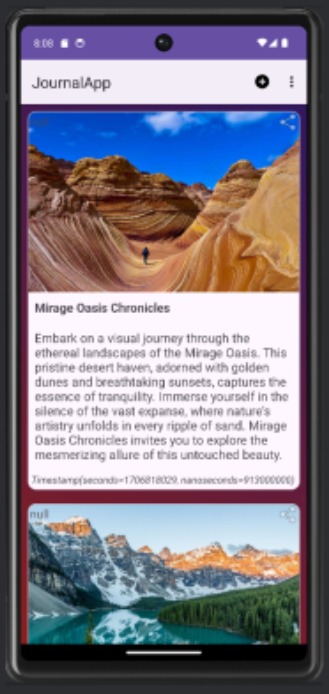 8:08
JournalApp
Mirage Oasis Chronicles
Embark on a visual journey through the
ethereal landscapes of the Mirage Oasis. This
pristine desert haven, adorned with golden
dunes and breathtaking sunsets, captures the
essence of tranquility. Immerse yourself in the
silence of the vast expanse, where nature's
artistry unfolds in every ripple of sand. Mirage
Oasis Chronicles invites you to explore the
mesmerizing allure of this untouched beauty.
Timestamp(seconds=1706818029, nanoseconds=913000000)
null